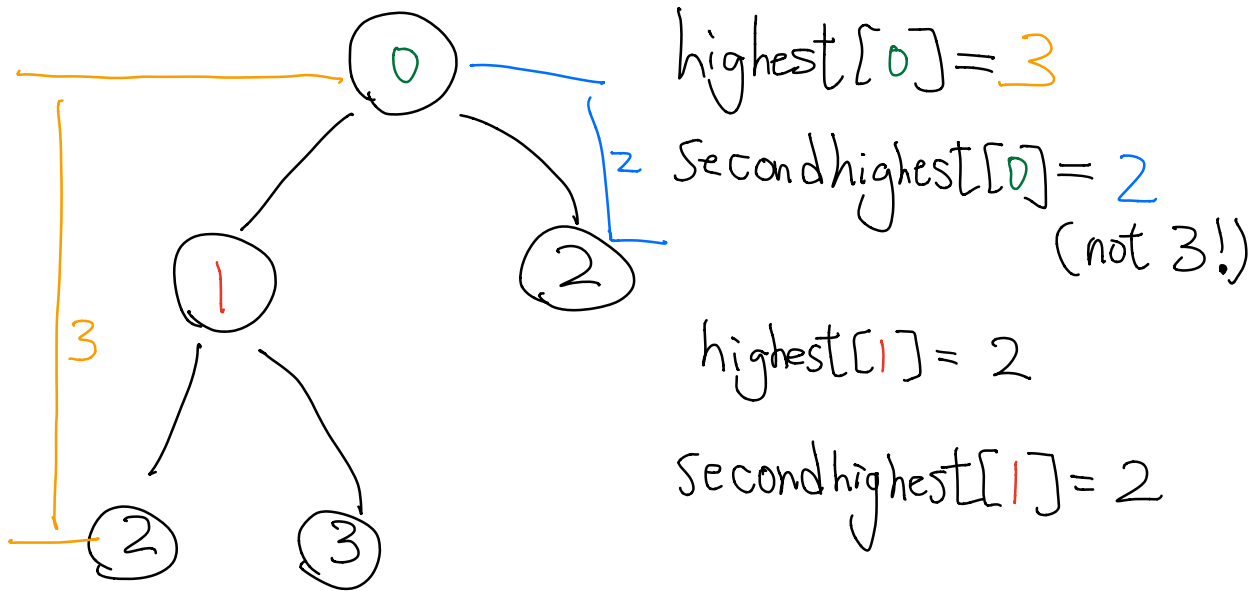 0
highest[0]=3
2
secondhighest[0]=2
(not 3!)
1
2
3
highest[1]=2
secondhighest[1]=2
2
3